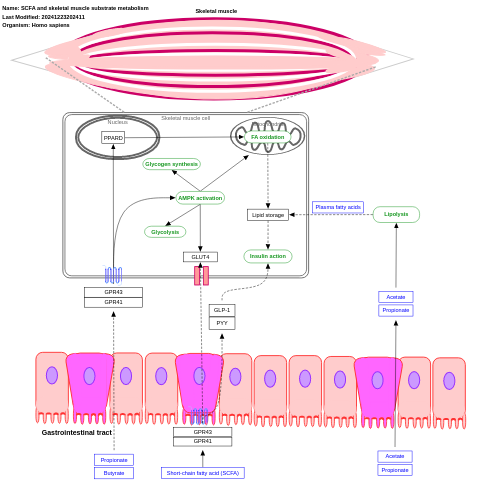 Name: SCFA and skeletal muscle substrate metabolism
Last Modified: 20241223202411
Organism: Homo sapiens
Skeletal muscle
Skeletal muscle cell
Nucleus
PPARD
FA oxidation
Glycogen synthesis
AMPK activation
Glycolysis
Lipid storage
Plasma fatty acids
Lipolysis
GLUT4
Insulin action
GPR43
GPR41
GLP-1
PYY
Acetate
Propionate
Gastrointestinal tract
GPR43
GPR41
Propionate
Butyrate
Short-chain fatty acid (SCFA)
Acetate
Propionate